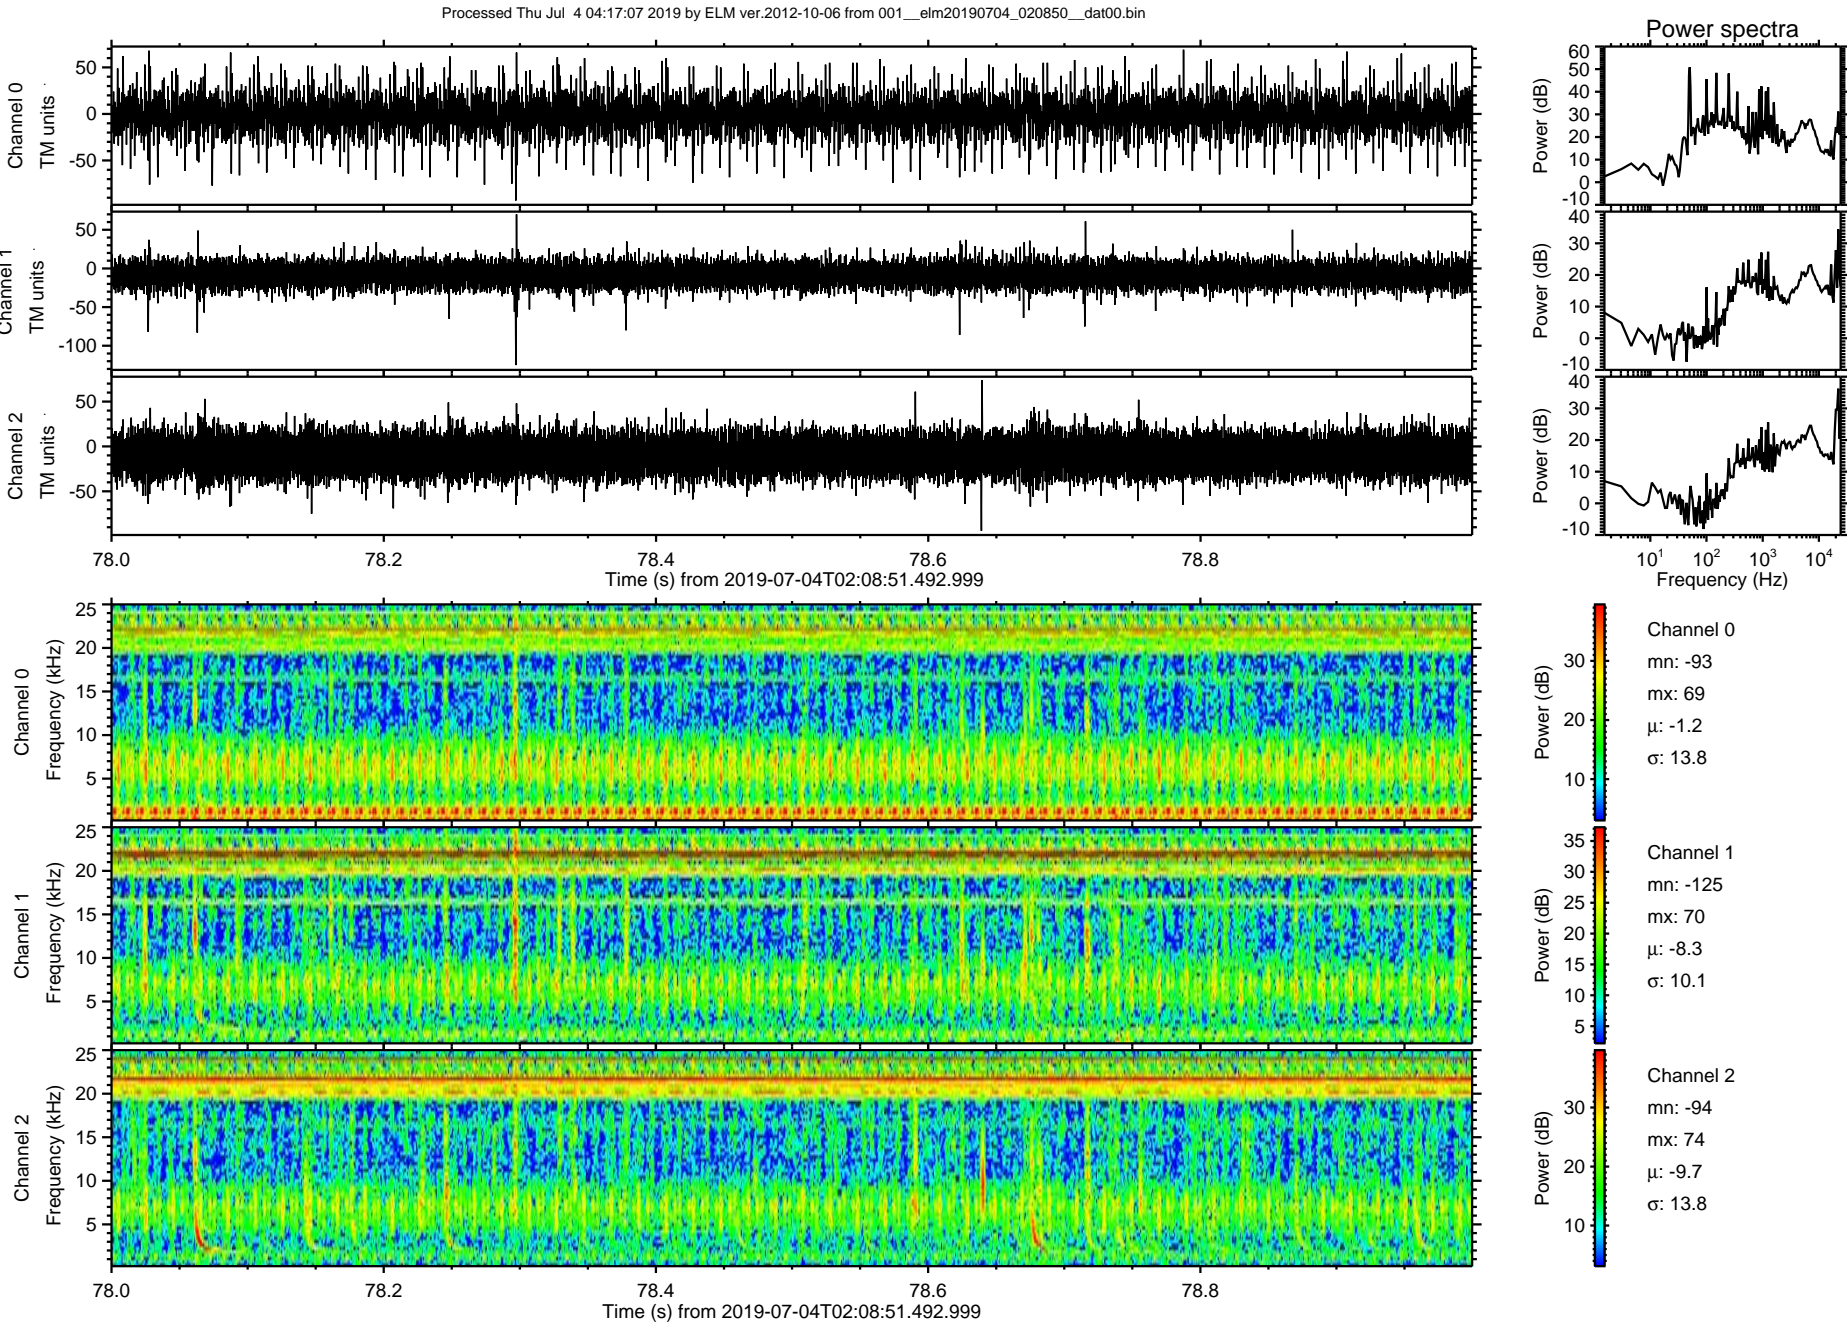 Processed Thu Jul  4 04:17:07 2019 by ELM ver.2012-10-06 from 001__elm20190704_020850__dat00.bin
Power spectra
Channel 0
TM units
50
0
-50
Power (dB)
60
50
40
30
20
10
0
-10
Channel 1
TM units
50
0
-50
-100
Power (dB)
40
30
20
10
0
-10
Channel 2
TM units
50
0
-50
Power (dB)
40
30
20
10
0
-10
78.0 78.2 78.4 78.6 78.8
Time (s) from 2019-07-04T02:08:51.492.999
10^1 10^2 10^3 10^4
Frequency (Hz)
Channel 0
Frequency (kHz)
25
20
15
10
5
Power (dB)
30
20
10
Channel 0
mn: -93
mx: 69
μ: -1.2
σ: 13.8
Channel 1
Frequency (kHz)
25
20
15
10
5
Power (dB)
35
30
25
20
15
10
5
Channel 1
mn: -125
mx: 70
μ: -8.3
σ: 10.1
Channel 2
Frequency (kHz)
25
20
15
10
5
Power (dB)
30
20
10
Channel 2
mn: -94
mx: 74
μ: -9.7
σ: 13.8
78.0 78.2 78.4 78.6 78.8
Time (s) from 2019-07-04T02:08:51.492.999